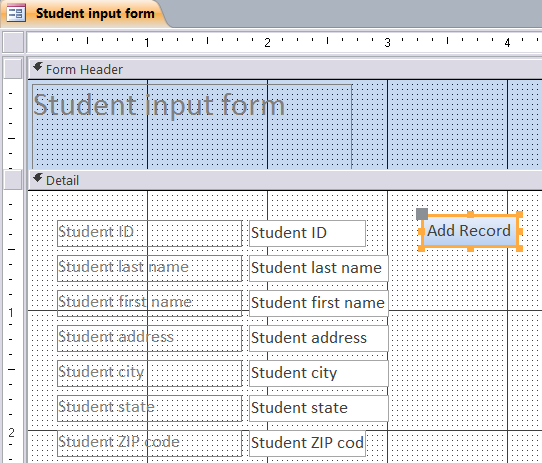 Student input form
1 2 3 4
Form Header
Student input form
Detail
Student ID Student ID Add Record
Student last name Student last name
Student first name Student first name
1
Student address Student address
Student city Student city
Student state Student state
2
Student ZIP code Student ZIP cod